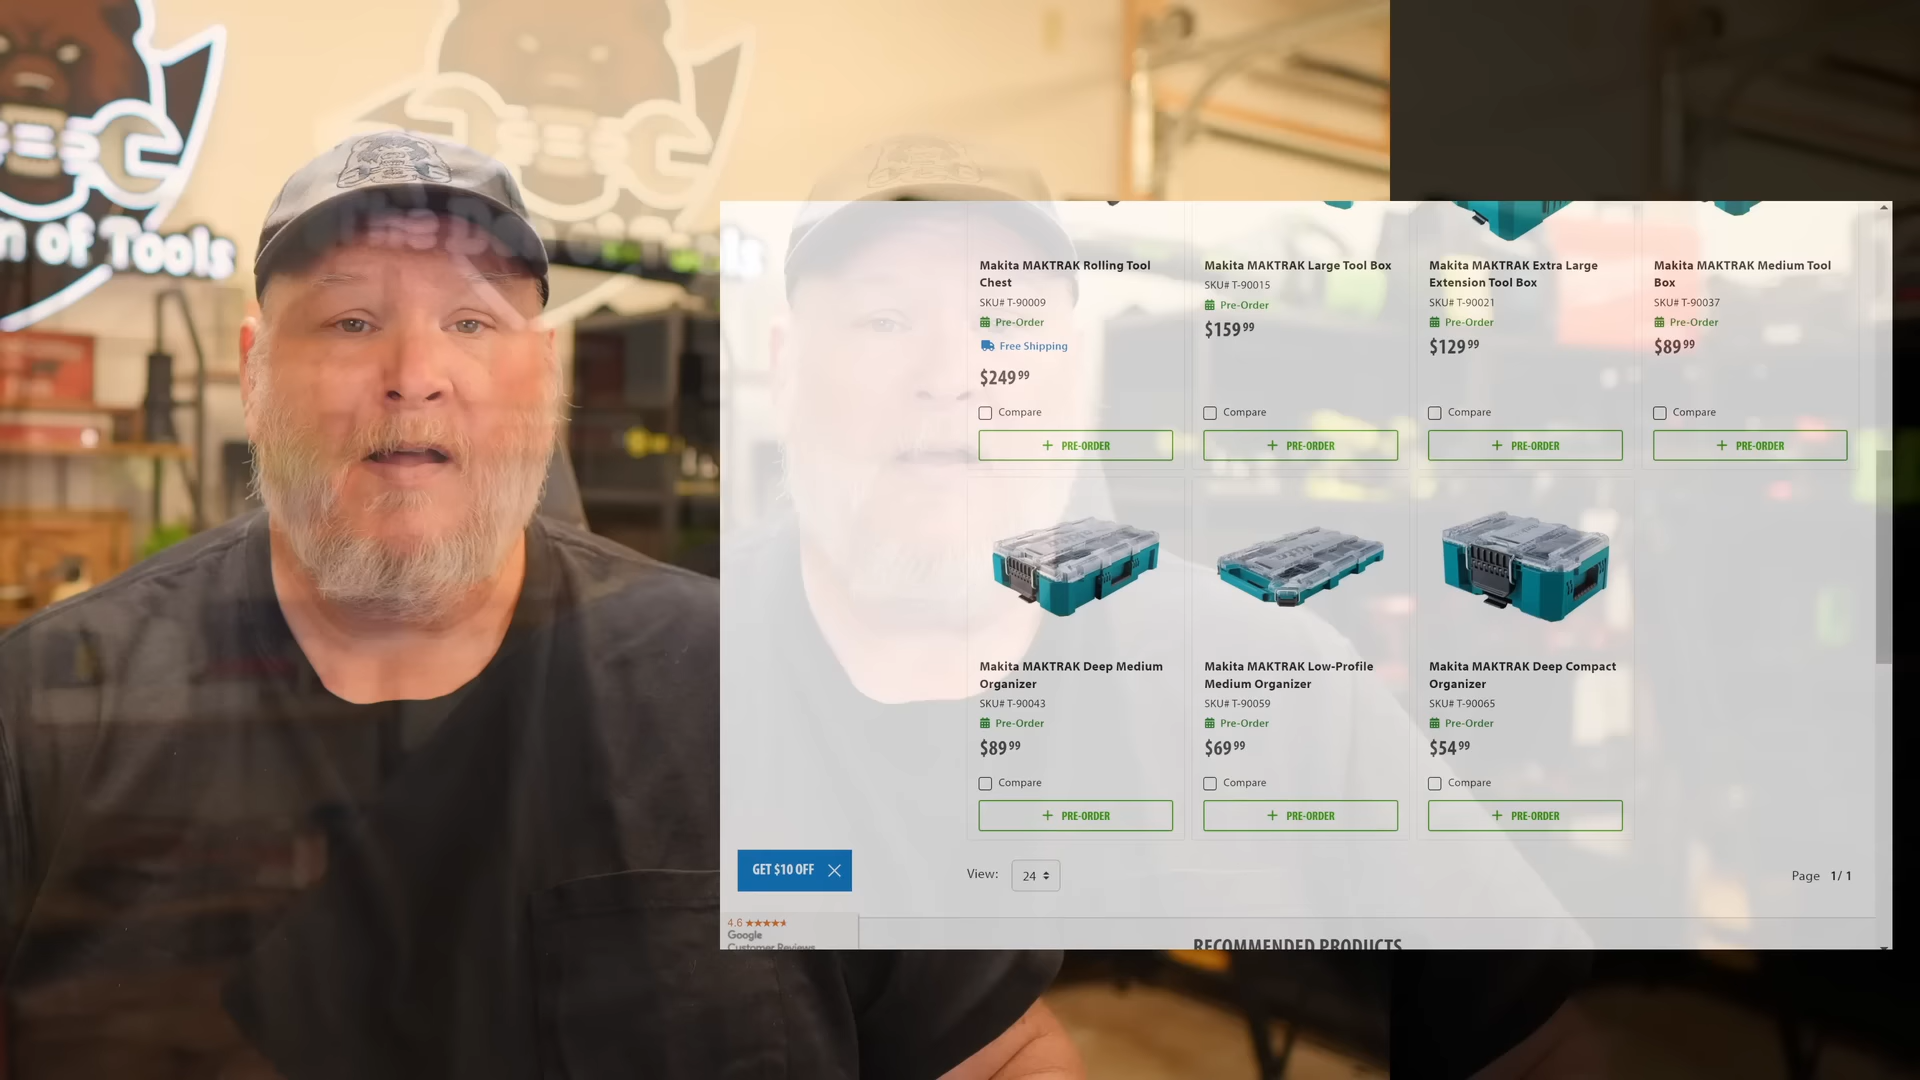 n of Tools
The Den of Tools
Makita MAKTRAK Rolling Tool
Chest
SKU# T-90009
Pre-Order
Free Shipping
$249 99
Compare
+ PRE-ORDER
Makita MAKTRAK Large Tool Box
SKU# T-90015
Pre-Order
$159 99
Compare
+ PRE-ORDER
Makita MAKTRAK Extra Large
Extension Tool Box
SKU# T-90021
Pre-Order
$129 99
Compare
+ PRE-ORDER
Makita MAKTRAK Medium Tool
Box
SKU# T-90037
Pre-Order
$89 99
Compare
+ PRE-ORDER
Makita MAKTRAK Deep Medium
Organizer
SKU# T-90043
Pre-Order
$89 99
Compare
+ PRE-ORDER
Makita MAKTRAK Low-Profile
Medium Organizer
SKU# T-90059
Pre-Order
$69 99
Compare
+ PRE-ORDER
Makita MAKTRAK Deep Compact
Organizer
SKU# T-90065
Pre-Order
$54 99
Compare
+ PRE-ORDER
GET $10 OFF
View: 24
Page 1/ 1
4.6
Google
Customer Reviews
RECOMMENDED PRODUCTS